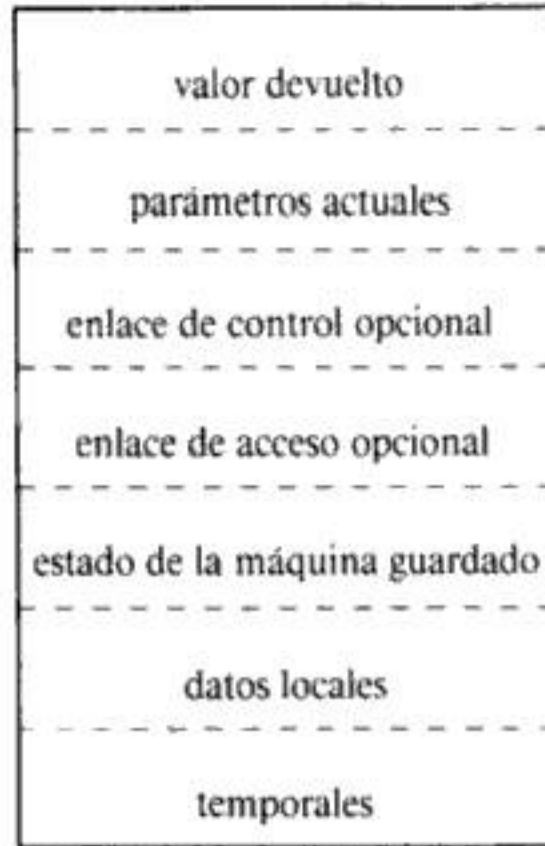 valor devuelto
parámetros actuales
enlace de control opcional
enlace de acceso opcional
estado de la máquina guardado
datos locales
temporales